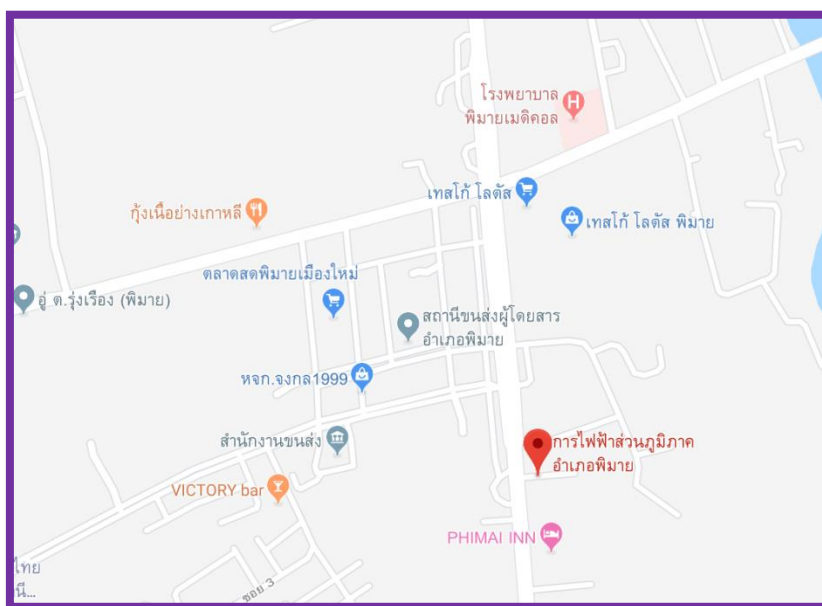 โรงพยาบาล
พิมายเมดิคอล
เทสโก้ โลตัส
กุ้งเนื้อย่างเกาหลี
เทสโก้ โลตัส พิมาย
ตลาดสดพิมายเมืองใหม่
อู่ ต.รุ่งเรือง (พิมาย)
สถานีขนส่งผู้โดยสาร
อำเภอพิมาย
หจก.จงกล1999
สำนักงานขนส่ง
การไฟฟ้าส่วนภูมิภาค
อำเภอพิมาย
VICTORY bar
PHIMAI INN
ไทย
นี...
ซอย 3